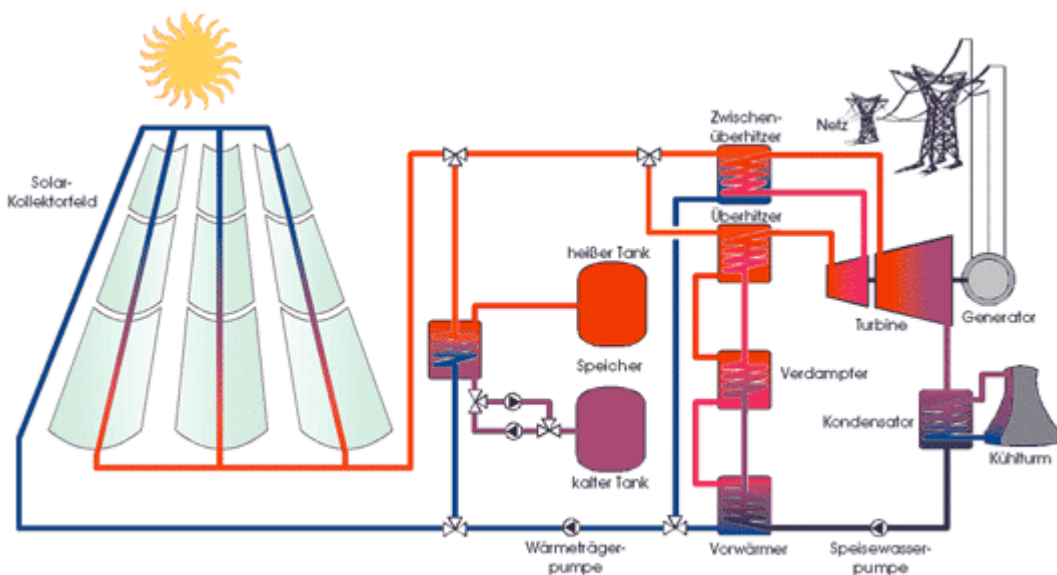 Zwischen-
überhitzer
Netz
Solar-
Kollektorfeld
Überhitzer
heißer Tank
Speicher
Turbine
Generator
Verdampfer
Kondensator
Kühlturm
kalter Tank
Wärmeträger-
pumpe
Vorwärmer
Speisewasser-
pumpe